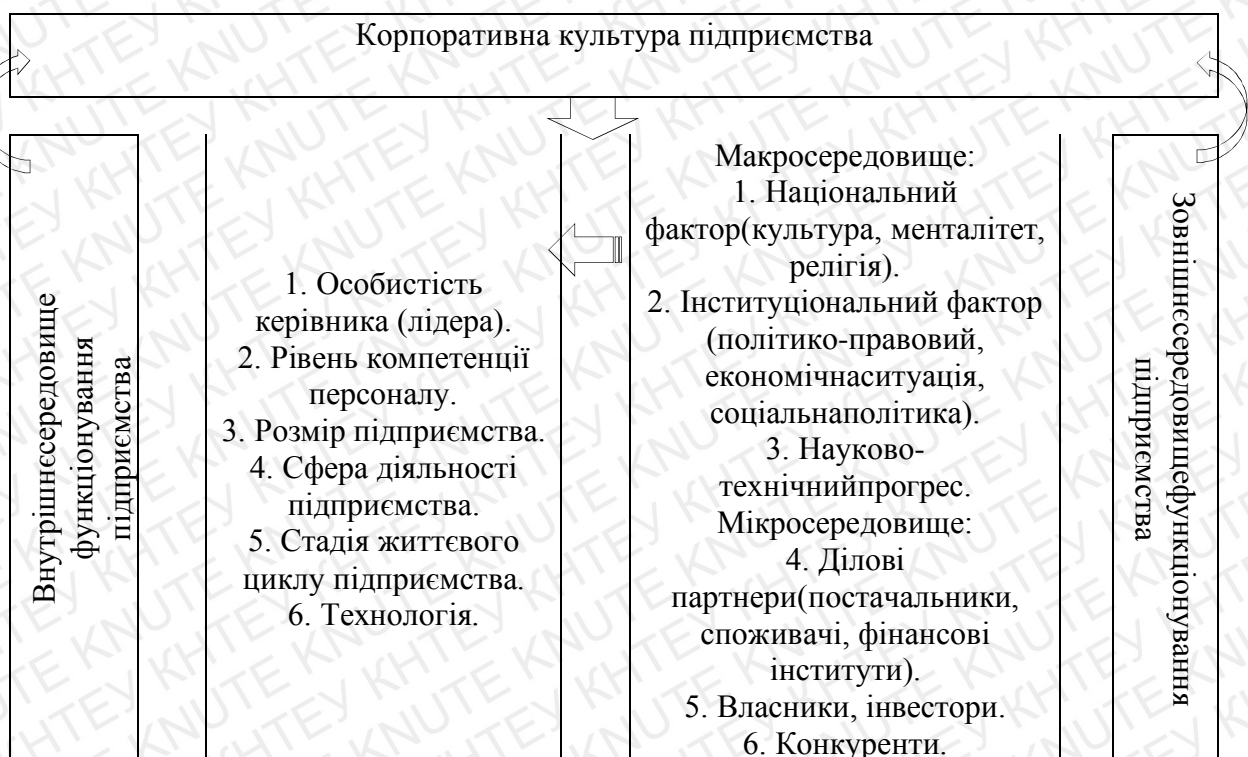 Корпоративна культура підприємства
Внутрішнєсередовище
функціонування
підприємства
1. Особистість
керівника (лідера).
2. Рівень компетенції
персоналу.
3. Розмір підприємства.
4. Сфера діяльності
підприємства.
5. Стадія життєвого
циклу підприємства.
6. Технологія.
Макросередовище:
1. Національний
фактор(культура, менталітет,
релігія).
2. Інституціональний фактор
(політико-правовий,
економічнаситуація,
соціальнаполітика).
3. Науково-
технічнийпрогрес.
Мікросередовище:
4. Ділові
партнери(постачальники,
споживачі, фінансові
інститути).
5. Власники, інвестори.
6. Конкуренти.
Зовнішнєсередовищефункціонування
підприємства
KNUTE KHTEY